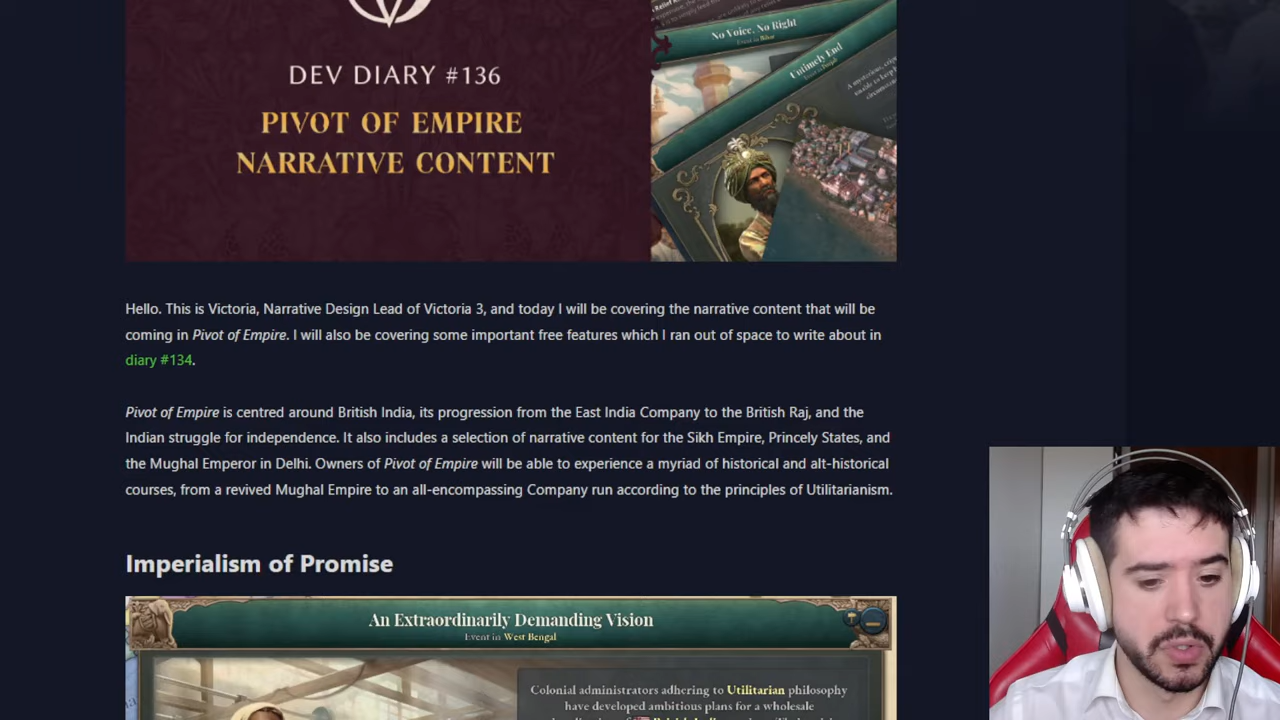 No Voice, No Right
Untimely End
DEV DIARY #136
PIVOT OF EMPIRE
NARRATIVE CONTENT
Hello. This is Victoria, Narrative Design Lead of Victoria 3, and today I will be covering the narrative content that will be
coming in Pivot of Empire. I will also be covering some important free features which I ran out of space to write about in
diary #134.
Pivot of Empire is centred around British India, its progression from the East India Company to the British Raj, and the
Indian struggle for independence. It also includes a selection of narrative content for the Sikh Empire, Princely States, and
the Mughal Emperor in Delhi. Owners of Pivot of Empire will be able to experience a myriad of historical and alt-historical
courses, from a revived Mughal Empire to an all-encompassing Company run according to the principles of Utilitarianism.
Imperialism of Promise
An Extraordinarily Demanding Vision
Event in West Bengal
Colonial administrators adhering to Utilitarian philosophy
have developed ambitious plans for a wholesale